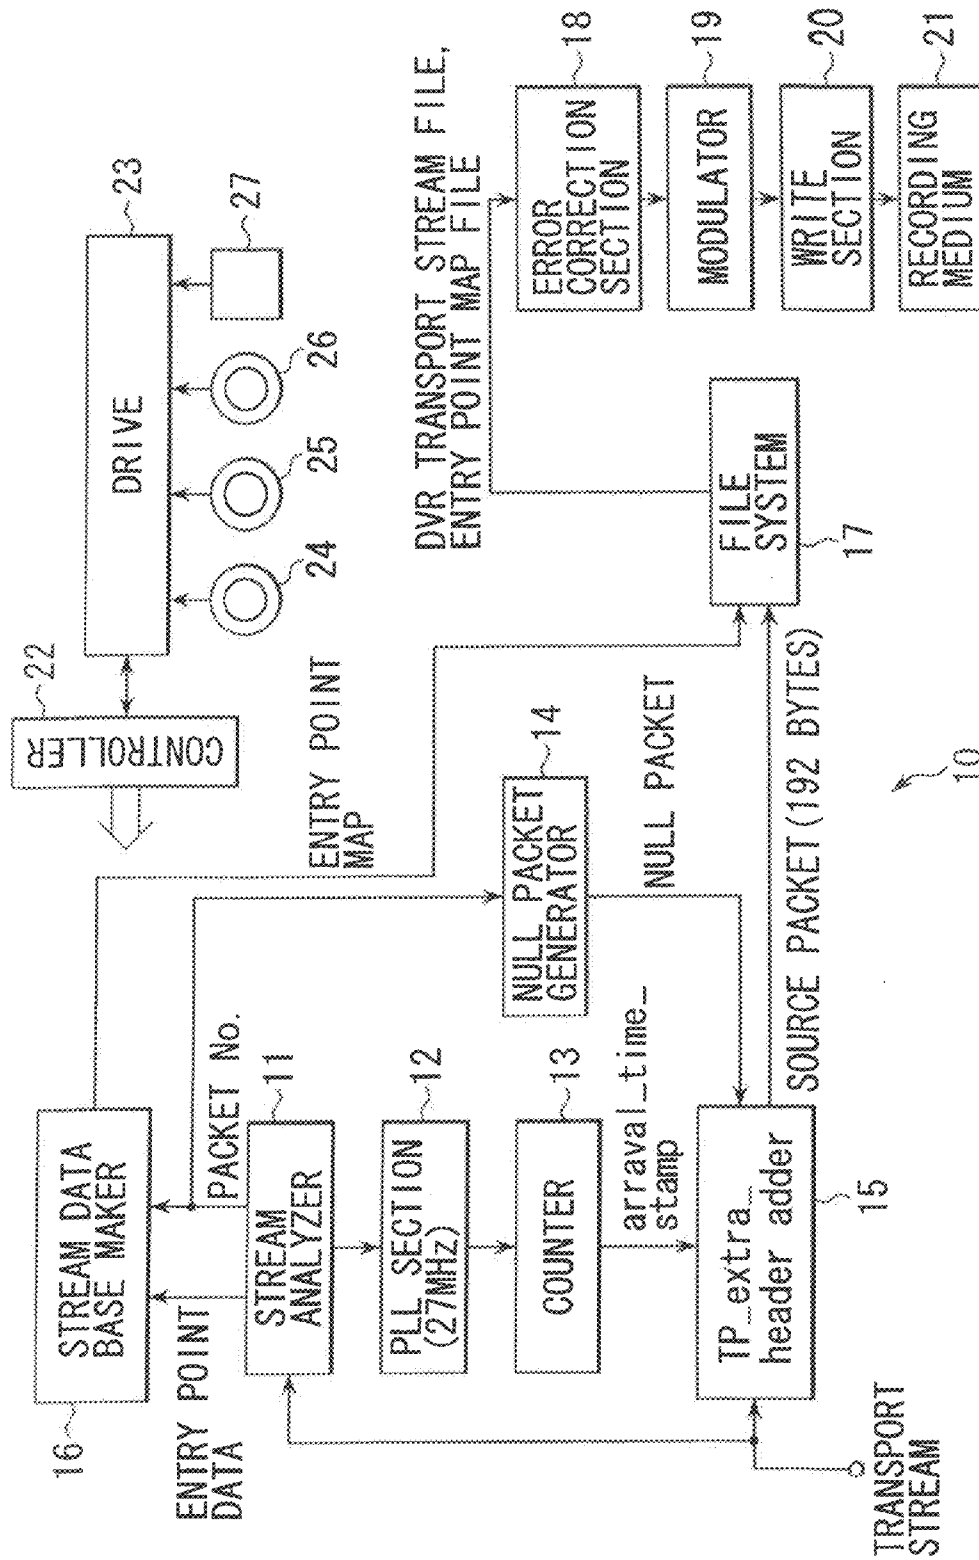 16
STREAM DATA
BASE MAKER
ENTRY POINT
DATA
PACKET No.
STREAM
ANALYZER
11
PLL SECTION
(27MHz)
12
COUNTER
13
arraval_time_
stamp
TP_extra_
header adder
15
TRANSPORT
STREAM
NULL PACKET
GENERATOR
14
NULL PACKET
SOURCE PACKET (192 BYTES)
10
ENTRY POINT
MAP
CONTROLLER
22
DRIVE
23
24
25
26
27
FILE
SYSTEM
17
DVR TRANSPORT STREAM FILE,
ENTRY POINT MAP FILE
ERROR
CORRECTION
SECTION
18
MODULATOR
19
WRITE
SECTION
20
RECORDING
MEDIUM
21